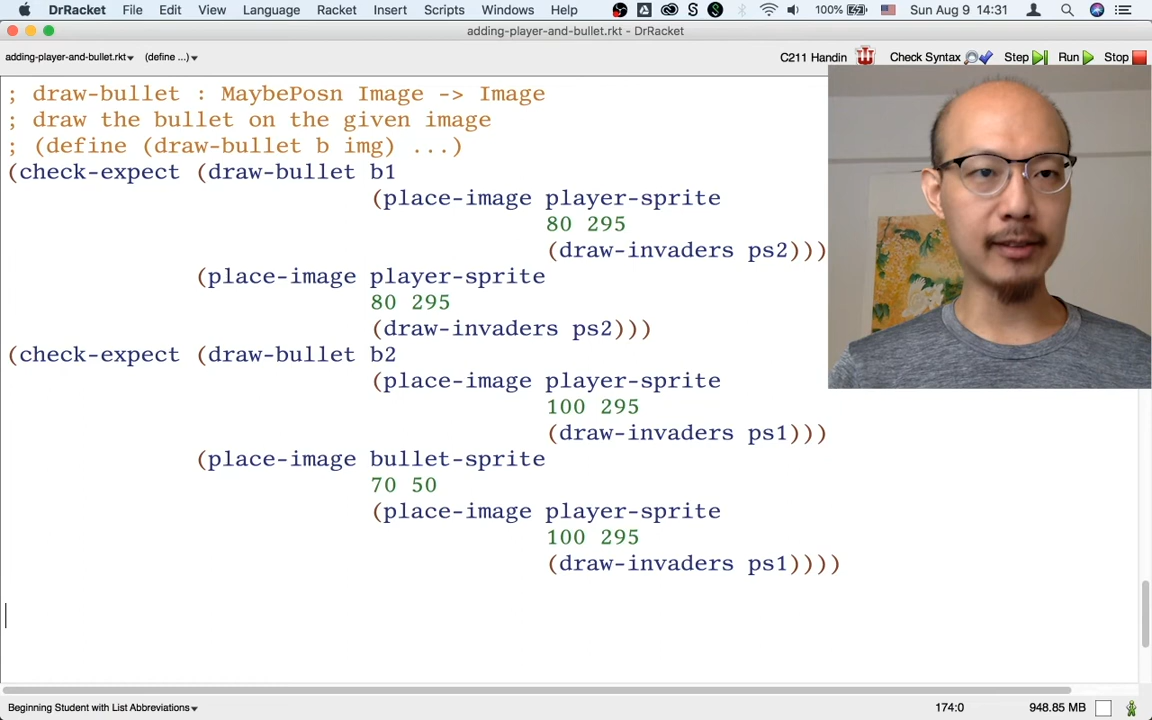 DrRacket File Edit View Insert Language Racket Insert Scripts Windows Help 100% Sun Aug 9 14:31
adding-player-and-bullet.rkt - DrRacket
adding-player-and-bullet.rkt (define ...) C211 Handin Check Syntax Step Run Stop
; draw-bullet : MaybePosn Image -> Image
; draw the bullet on the given image
; (define (draw-bullet b img) ...)
(check-expect (draw-bullet b1
(place-image player-sprite
80 295
(draw-invaders ps2)))
(place-image player-sprite
80 295
(draw-invaders ps2)))
(check-expect (draw-bullet b2
(place-image player-sprite
100 295
(draw-invaders ps1)))
(place-image bullet-sprite
70 50
(place-image player-sprite
100 295
(draw-invaders ps1))))
Beginning Student with List Abbreviations 174:0 948.85 MB